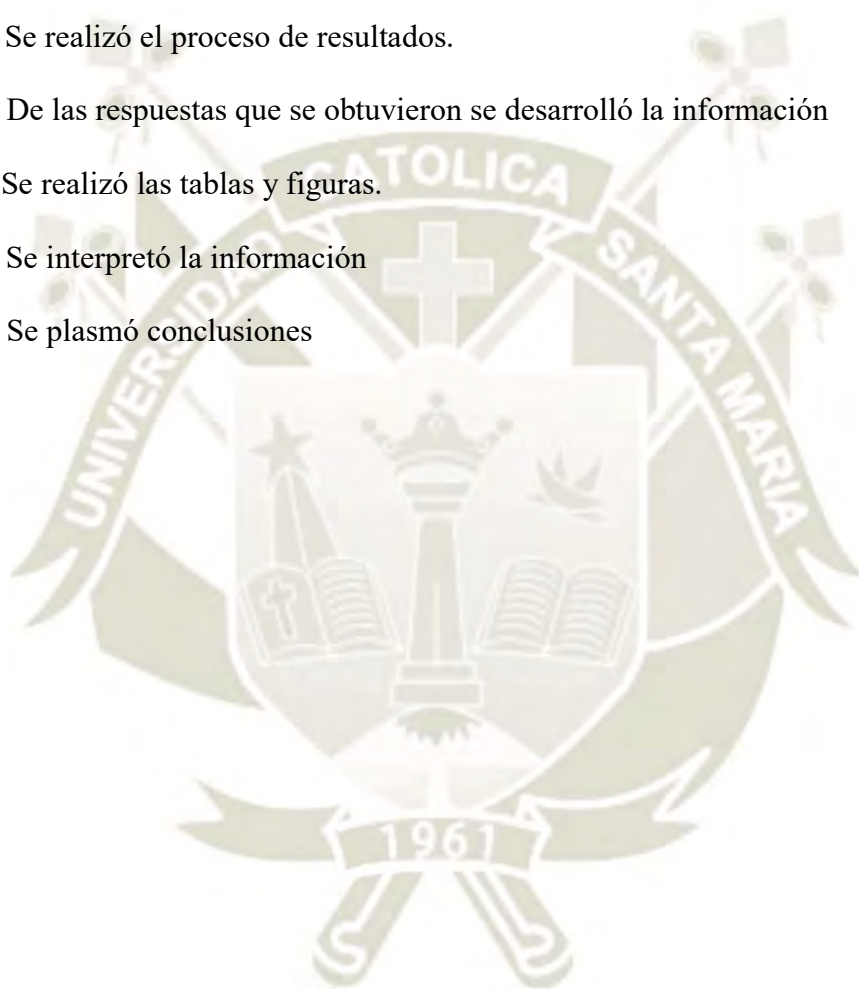 Se realizó el proceso de resultados.
De las respuestas que se obtuvieron se desarrolló la información
Se realizó las tablas y figuras.
Se interpretó la información
Se plasmó conclusiones
UNIVERSIDAD CATOLICA SANTA MARIA
1961